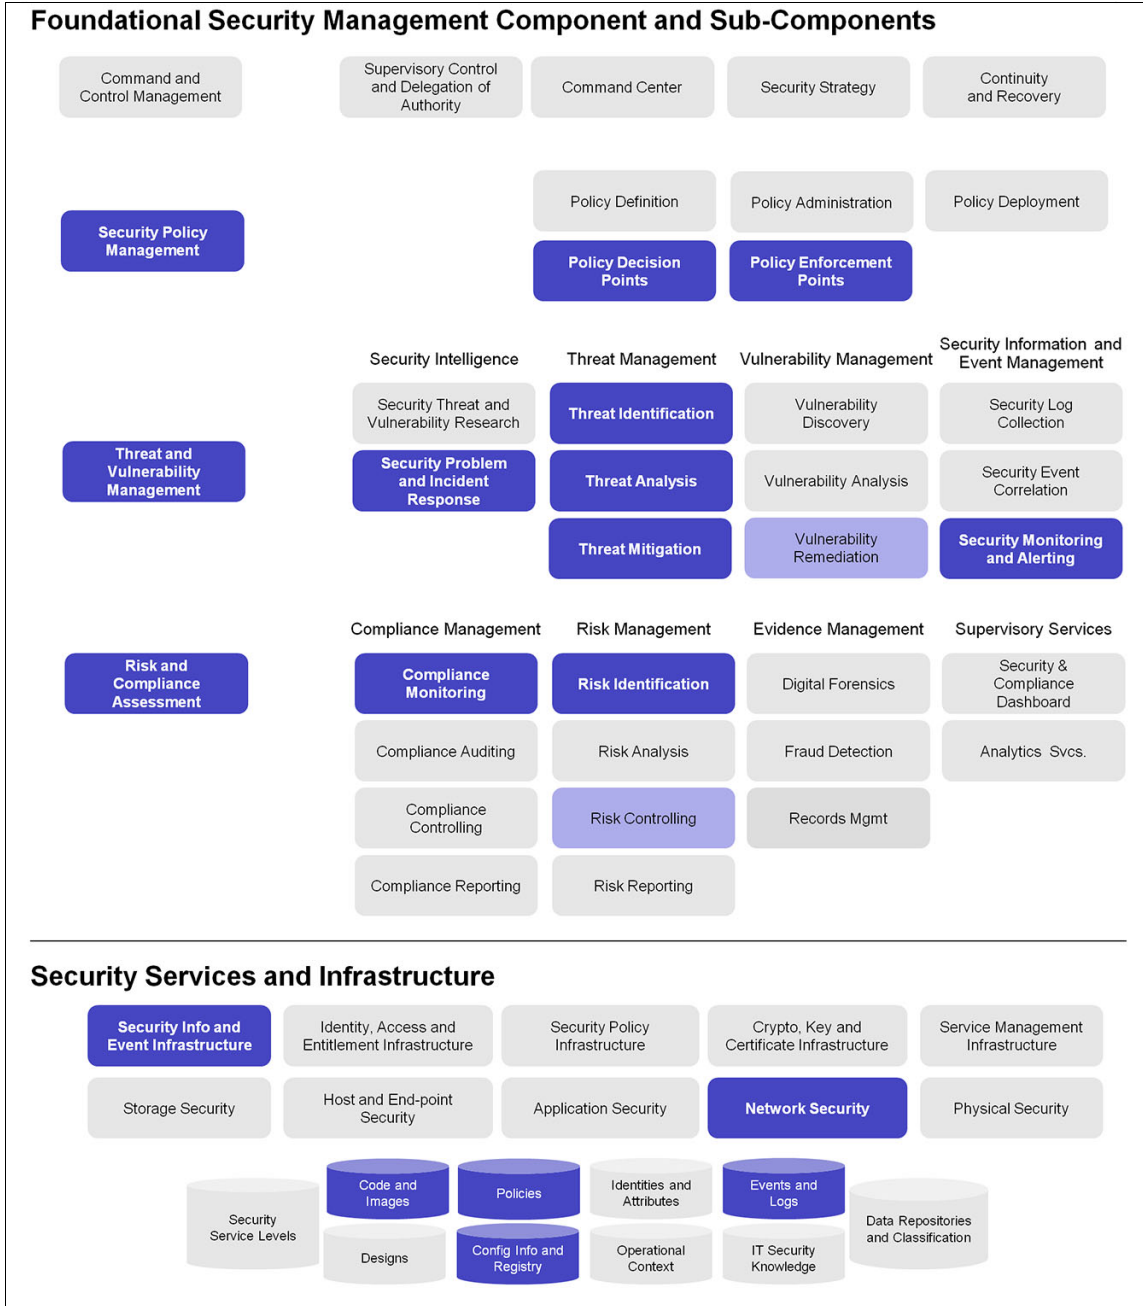 Foundational Security Management Component and Sub-Components
Command and
Control Management
Supervisory Control
and Delegation of
Authority
Command Center
Security Strategy
Continuity
and Recovery
Security Policy
Management
Policy Definition
Policy Administration
Policy Deployment
Policy Decision
Points
Policy Enforcement
Points
Security Intelligence
Threat Management
Vulnerability Management
Security Information and
Event Management
Threat and
Vulnerability
Management
Security Threat and
Vulnerability Research
Threat Identification
Vulnerability
Discovery
Security Log
Collection
Security Problem
and Incident
Response
Threat Analysis
Vulnerability Analysis
Security Event
Correlation
Threat Mitigation
Vulnerability
Remediation
Security Monitoring
and Alerting
Compliance Management
Risk Management
Evidence Management
Supervisory Services
Risk and
Compliance
Assessment
Compliance
Monitoring
Risk Identification
Digital Forensics
Security &
Compliance
Dashboard
Compliance Auditing
Risk Analysis
Fraud Detection
Analytics Svcs.
Compliance
Controlling
Risk Controlling
Records Mgmt
Compliance Reporting
Risk Reporting
Security Services and Infrastructure
Security Info and
Event Infrastructure
Identity, Access and
Entitlement Infrastructure
Security Policy
Infrastructure
Crypto, Key and
Certificate Infrastructure
Service Management
Infrastructure
Storage Security
Host and End-point
Security
Application Security
Network Security
Physical Security
Security
Service Levels
Code and
Images
Policies
Identities and
Attributes
Events and
Logs
Data Repositories
and Classification
Designs
Config Info and
Registry
Operational
Context
IT Security
Knowledge